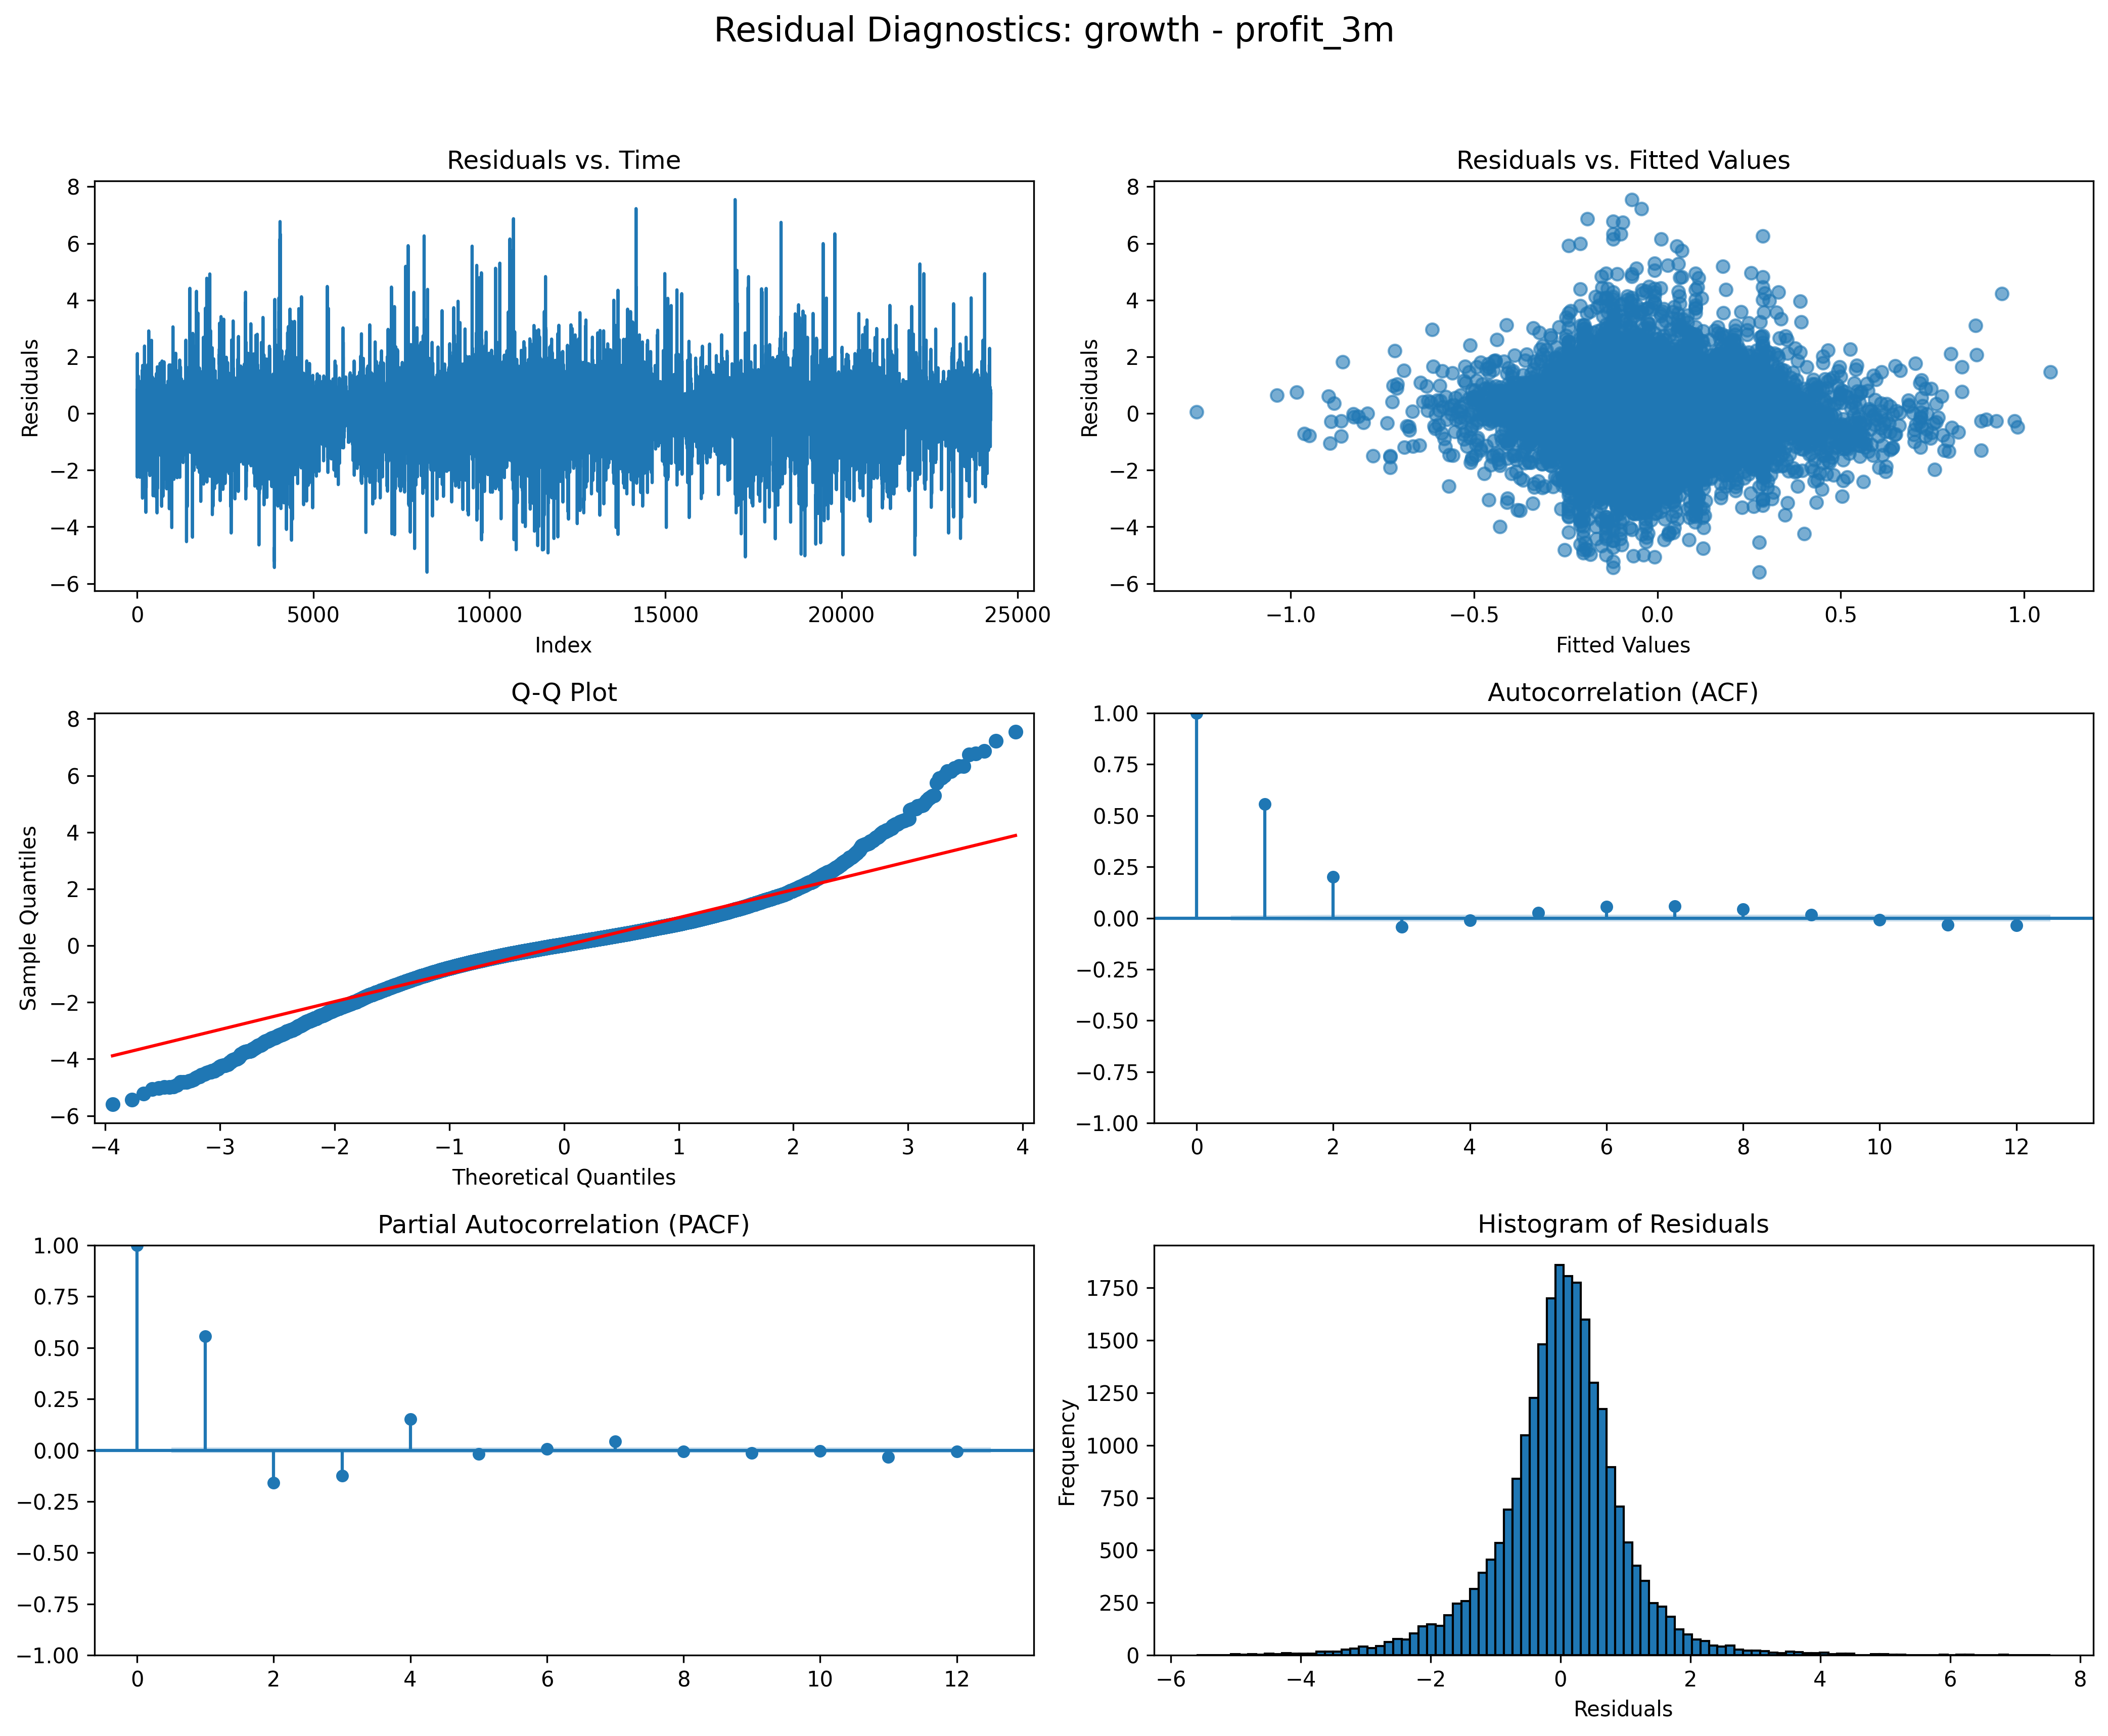 Residual Diagnostics: growth - profit_3m
Residuals vs. Time
8
6
4
2
0
−2
−4
−6
Residuals
0 5000 10000 15000 20000 25000
Index
Residuals vs. Fitted Values
8
6
4
2
0
−2
−4
−6
Residuals
−1.0 −0.5 0.0 0.5 1.0
Fitted Values
Q-Q Plot
8
6
4
2
0
−2
−4
−6
Sample Quantiles
−4 −3 −2 −1 0 1 2 3 4
Theoretical Quantiles
Autocorrelation (ACF)
1.00
0.75
0.50
0.25
0.00
−0.25
−0.50
−0.75
−1.00
0 2 4 6 8 10 12
Partial Autocorrelation (PACF)
1.00
0.75
0.50
0.25
0.00
−0.25
−0.50
−0.75
−1.00
0 2 4 6 8 10 12
Histogram of Residuals
1750
1500
1250
1000
750
500
250
0
Frequency
−6 −4 −2 0 2 4 6 8
Residuals